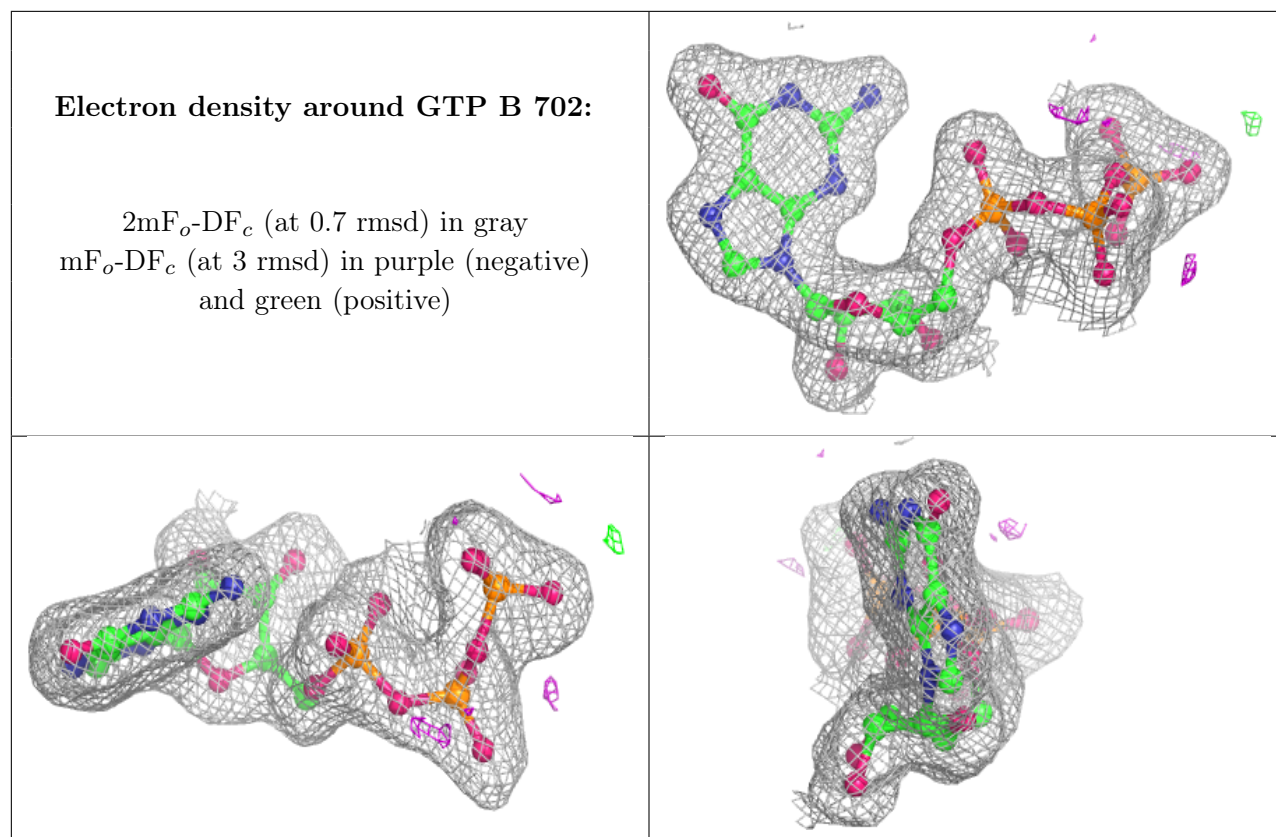 Electron density around GTP B 702:
2mFₒ-DF𝑐 (at 0.7 rmsd) in gray
mFₒ-DF𝑐 (at 3 rmsd) in purple (negative)
and green (positive)